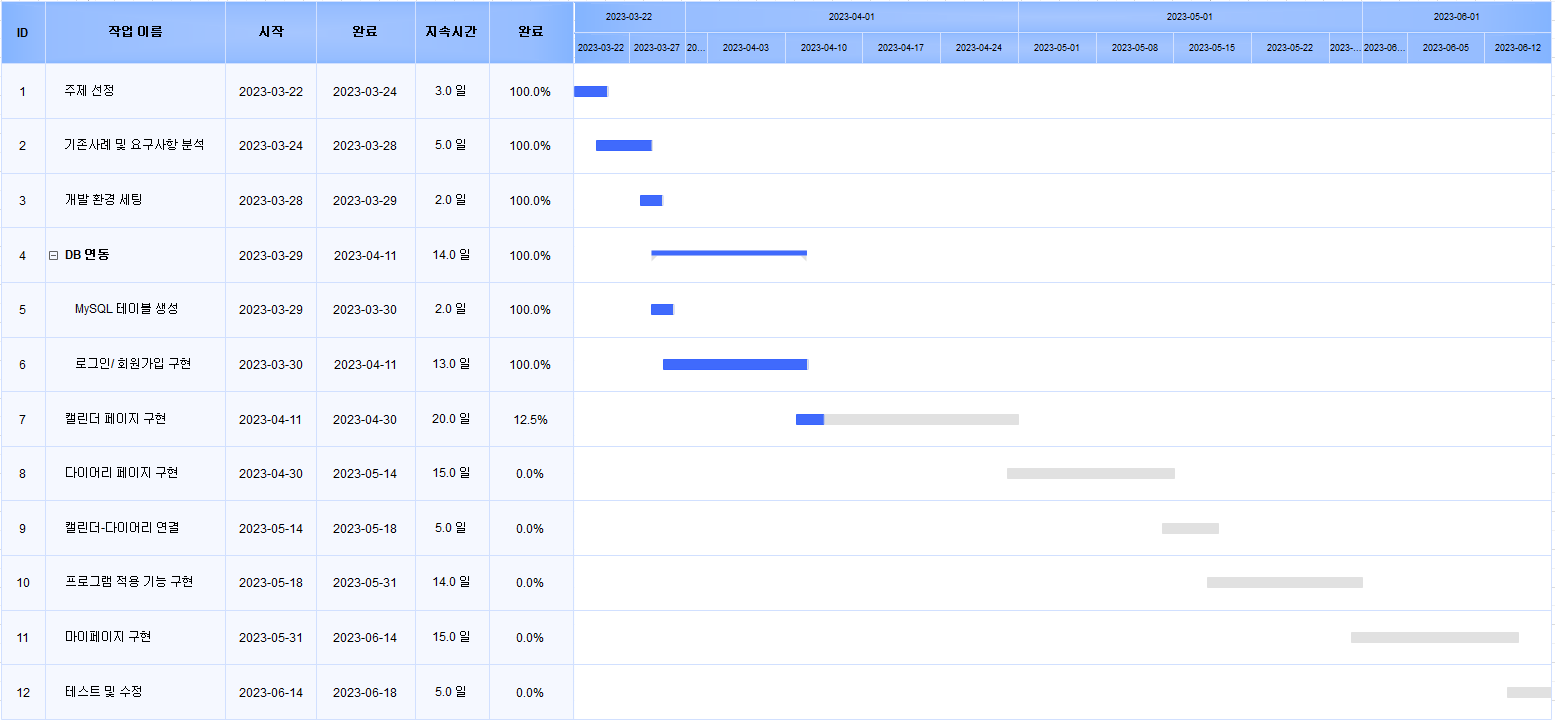 ID 작업 이름 시작 완료 지속시간 완료 2023-03-22 2023-04-01 2023-05-01 2023-06-01
2023-03-22 2023-03-27 20... 2023-04-03 2023-04-10 2023-04-17 2023-04-24 2023-05-01 2023-05-08 2023-05-15 2023-05-22 2023-... 2023-06... 2023-06-05 2023-06-12
1 주제 선정 2023-03-22 2023-03-24 3.0 일 100.0%
2 기존사례 및 요구사항 분석 2023-03-24 2023-03-28 5.0 일 100.0%
3 개발 환경 세팅 2023-03-28 2023-03-29 2.0 일 100.0%
4 DB 연동 2023-03-29 2023-04-11 14.0 일 100.0%
5 MySQL 테이블 생성 2023-03-29 2023-03-30 2.0 일 100.0%
6 로그인/ 회원가입 구현 2023-03-30 2023-04-11 13.0 일 100.0%
7 캘린더 페이지 구현 2023-04-11 2023-04-30 20.0 일 12.5%
8 다이어리 페이지 구현 2023-04-30 2023-05-14 15.0 일 0.0%
9 캘린더-다이어리 연결 2023-05-14 2023-05-18 5.0 일 0.0%
10 프로그램 적용 기능 구현 2023-05-18 2023-05-31 14.0 일 0.0%
11 마이페이지 구현 2023-05-31 2023-06-14 15.0 일 0.0%
12 테스트 및 수정 2023-06-14 2023-06-18 5.0 일 0.0%